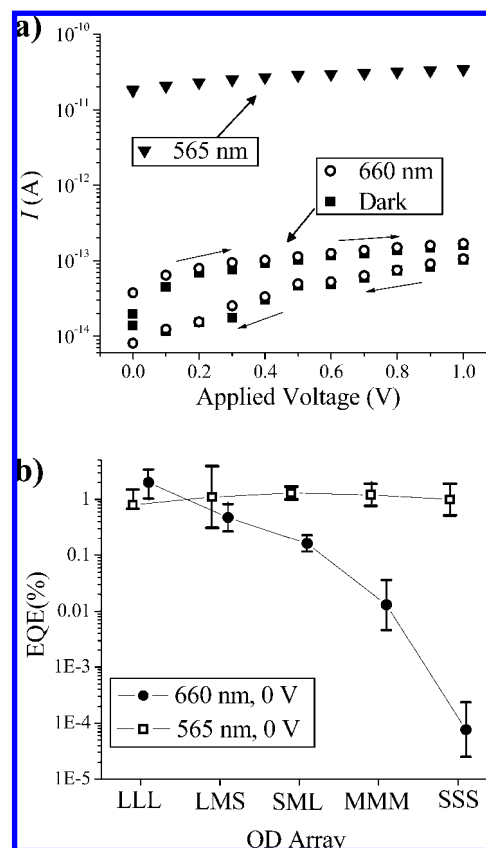 a)
10^-10
10^-11
10^-12
10^-13
10^-14
I (A)
565 nm
660 nm
Dark
0.0 0.2 0.4 0.6 0.8 1.0
Applied Voltage (V)
b)
1
0.1
0.01
1E-3
1E-4
1E-5
EQE(%)
660 nm, 0 V
565 nm, 0 V
LLL LMS SML MMM SSS
OD Array